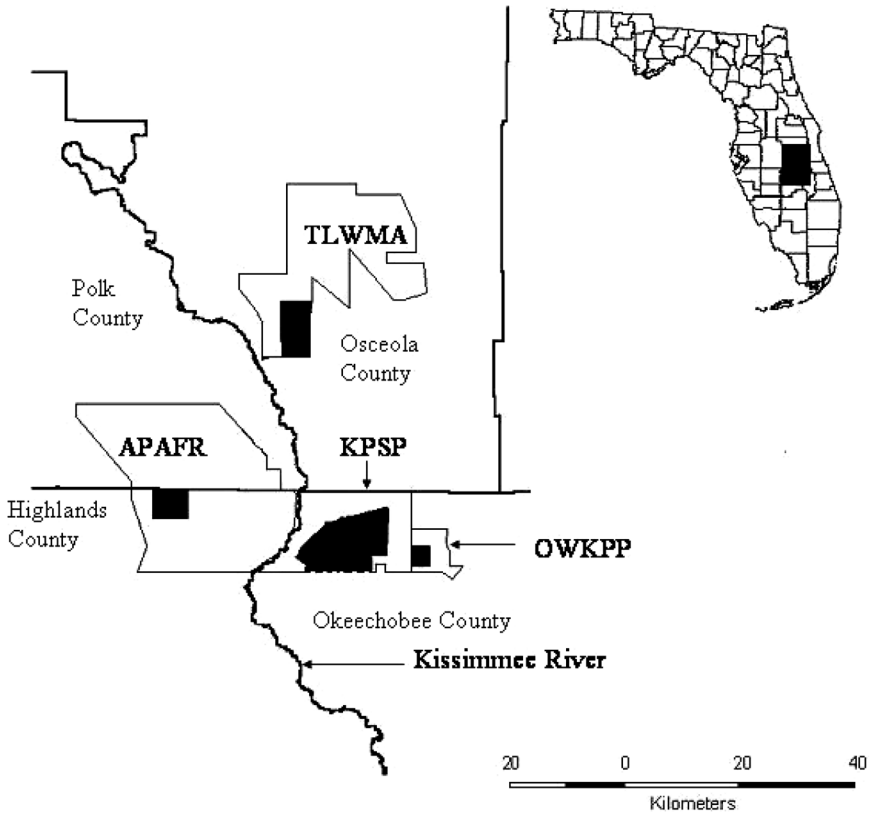 TLWMA
Polk
County
Osceola
County
APAFR
KPSP
Highlands
County
OWKPP
Okeechobee County
Kissimmee River
20 0 20 40
Kilometers